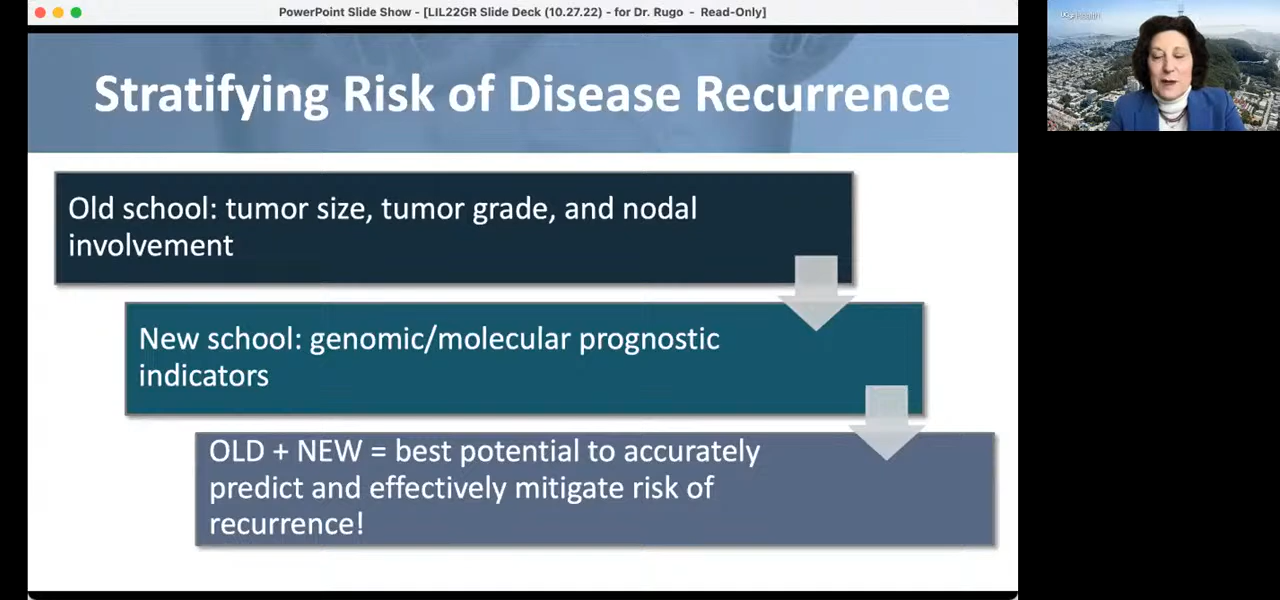 PowerPoint Slide Show - [LIL22GR Slide Deck (10.27.22) - for Dr. Rugo - Read-Only]
UCSF Health
Stratifying Risk of Disease Recurrence
Old school: tumor size, tumor grade, and nodal
involvement
New school: genomic/molecular prognostic
indicators
OLD + NEW = best potential to accurately
predict and effectively mitigate risk of
recurrence!